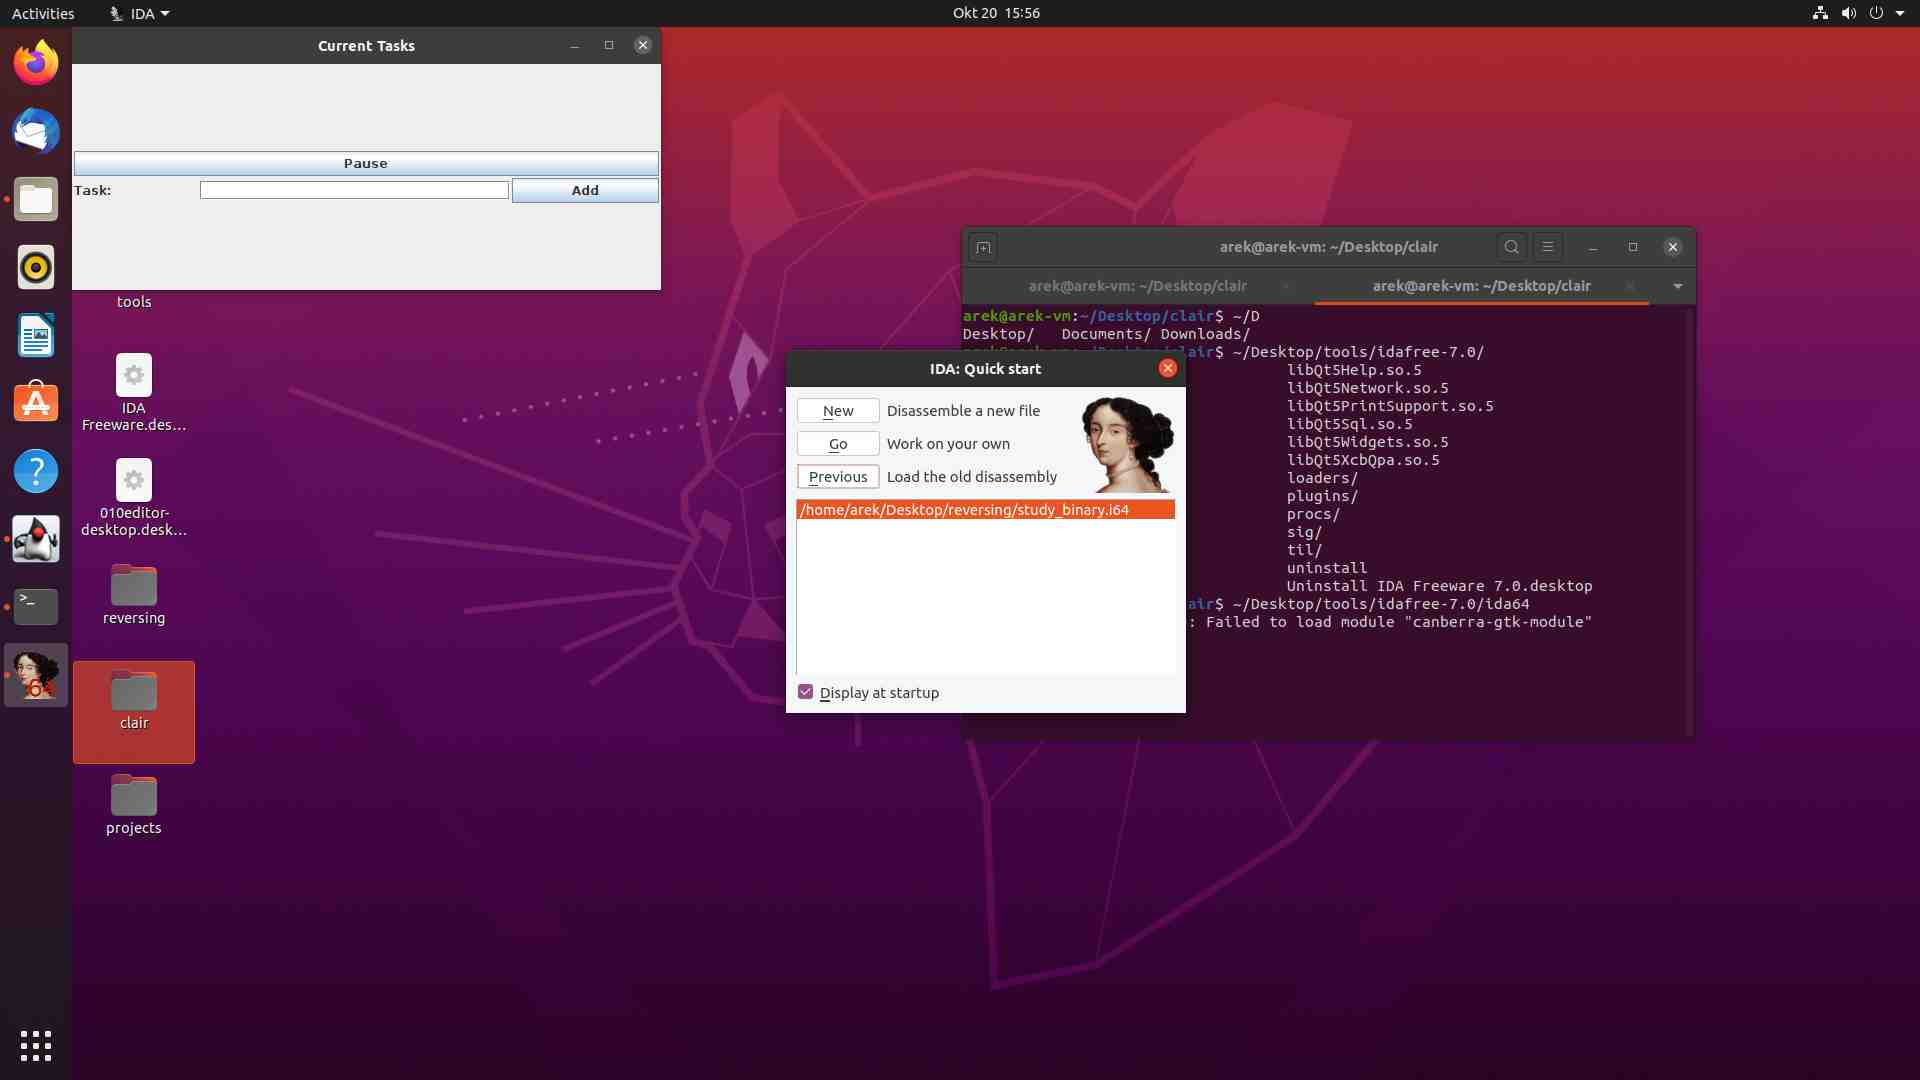 Activities
IDA
Okt 20 15:56
Current Tasks
Pause
Task:
Add
tools
IDA
Freeware.des...
010editor-
desktop.desk...
reversing
clair
projects
arek@arek-vm: ~/Desktop/clair
arek@arek-vm: ~/Desktop/clair
arek@arek-vm: ~/Desktop/clair
arek@arek-vm:~/Desktop/clair$ ~/D
Desktop/ Documents/ Downloads/
air$ ~/Desktop/tools/idafree-7.0/
libQt5Help.so.5
libQt5Network.so.5
libQt5PrintSupport.so.5
libQt5Sql.so.5
libQt5Widgets.so.5
libQt5XcbQpa.so.5
loaders/
plugins/
procs/
sig/
til/
uninstall
Uninstall IDA Freeware 7.0.desktop
air$ ~/Desktop/tools/idafree-7.0/ida64
: Failed to load module "canberra-gtk-module"
IDA: Quick start
New Disassemble a new file
Go Work on your own
Previous Load the old disassembly
/home/arek/Desktop/reversing/study_binary.i64
Display at startup
64